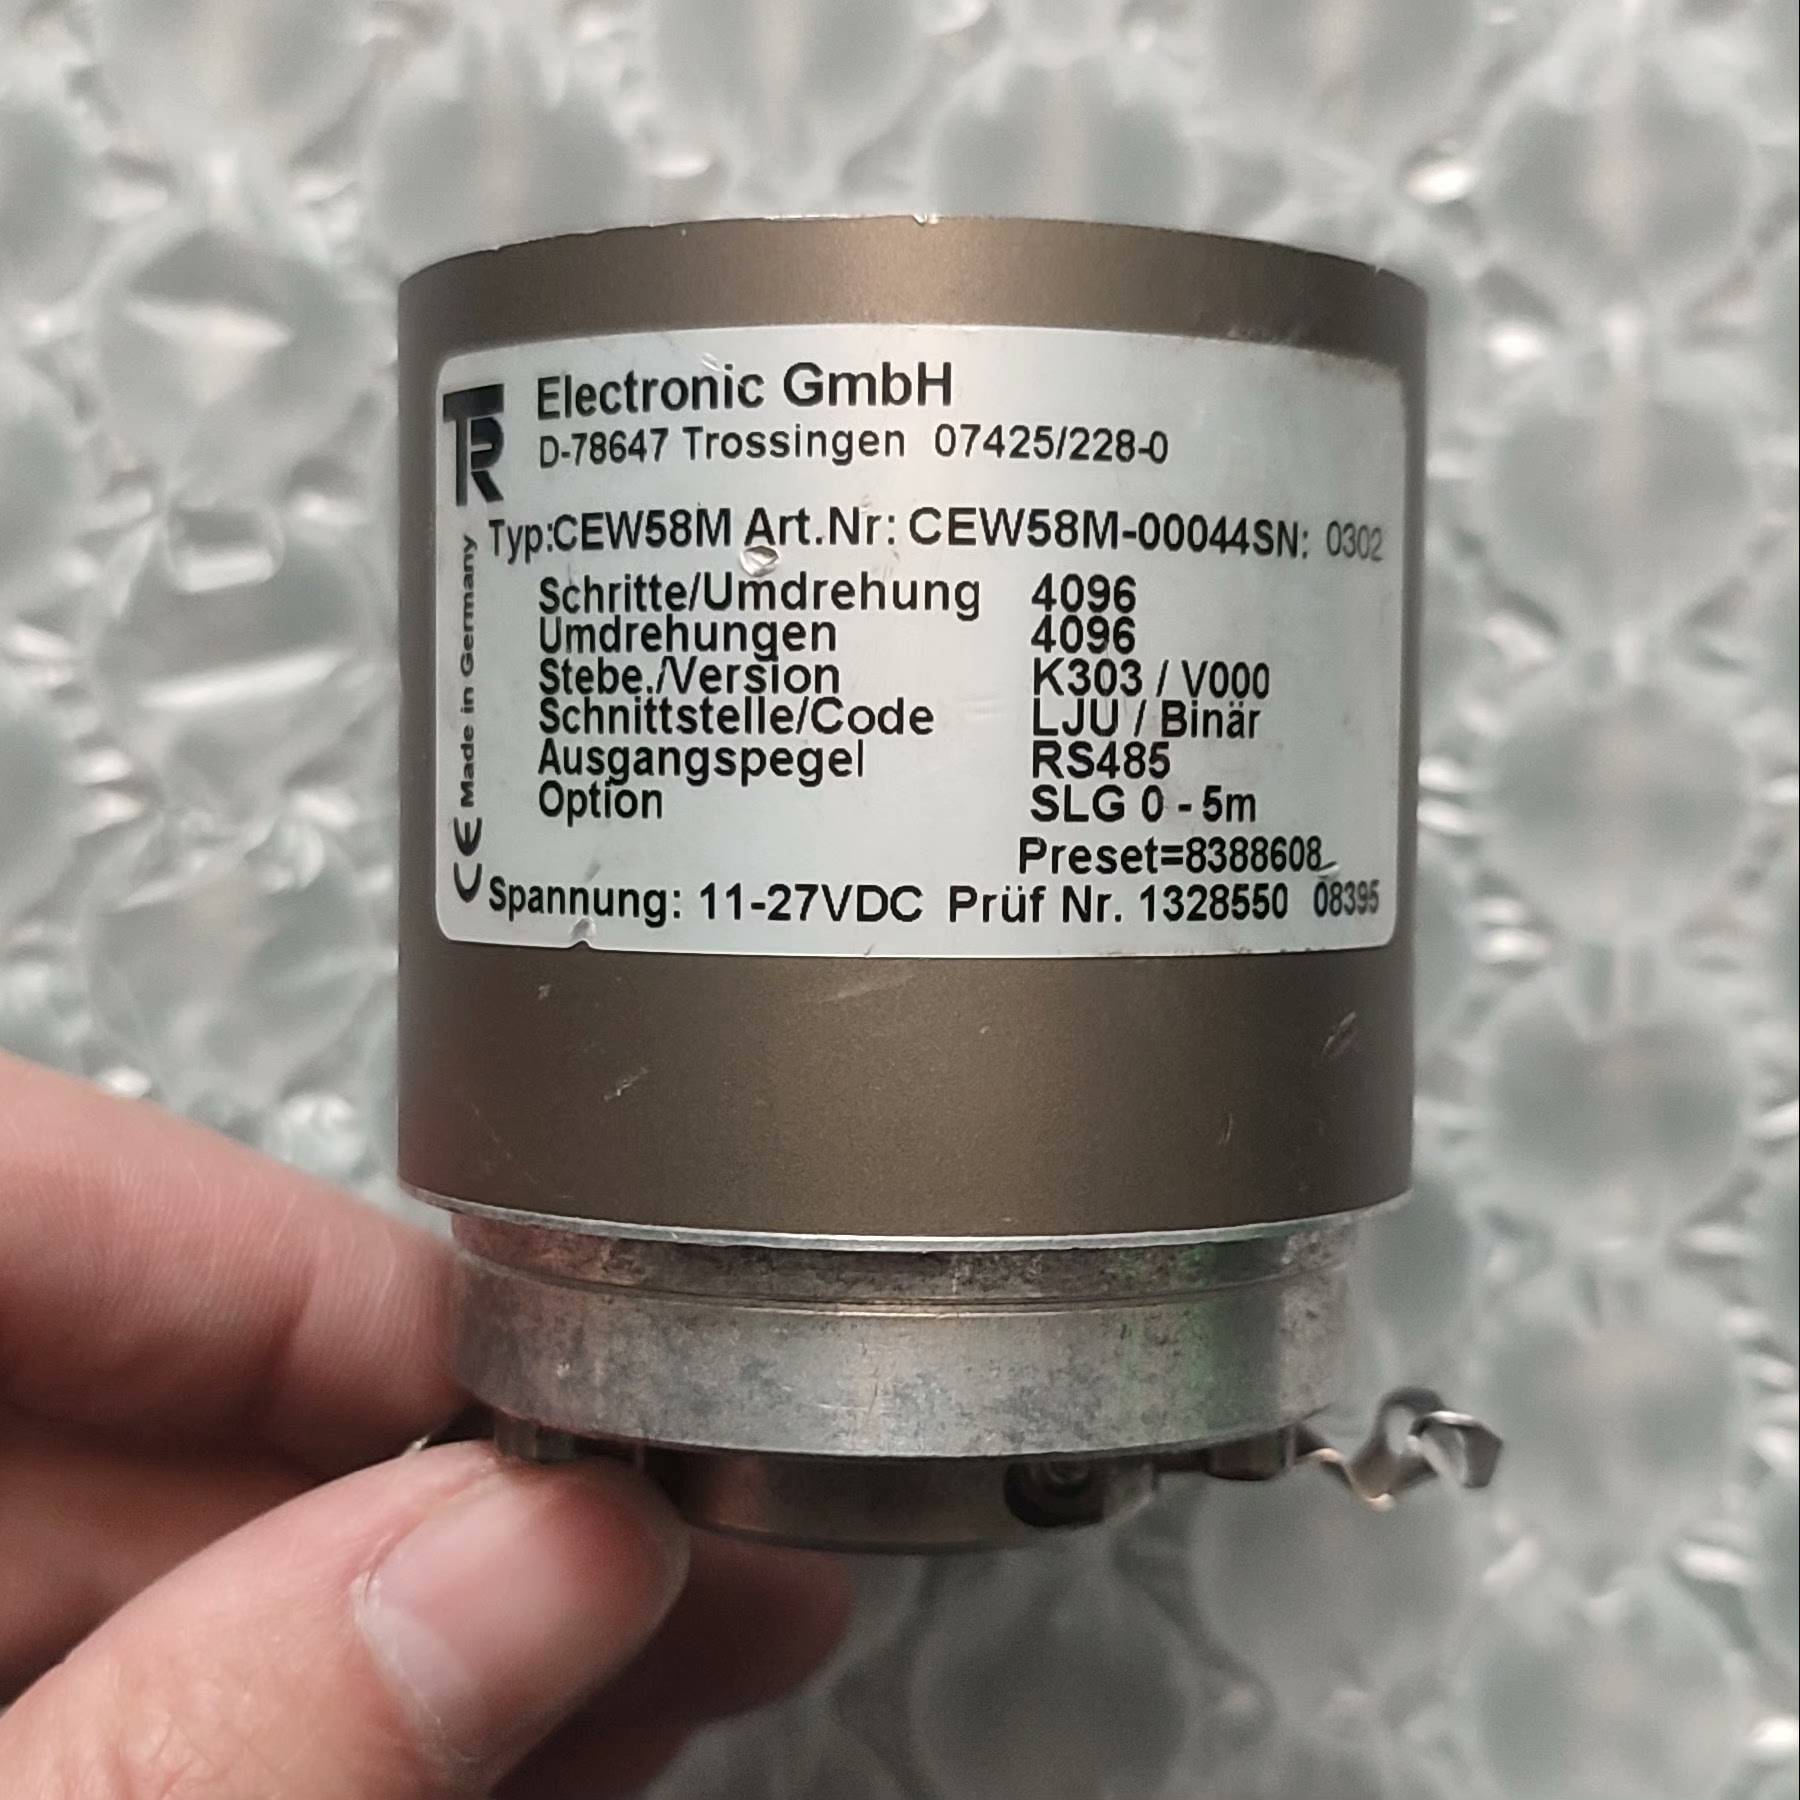 TR Electronic GmbH
D-78647 Trossingen 07425/228-0
Typ:CEW58M Art.Nr: CEW58M-00044SN: 0302
Schritte/Umdrehung 4096
Umdrehungen 4096
Stebe./Version K303 / V000
Schnittstelle/Code LJU / Binär
Ausgangspegel RS485
Option SLG 0 - 5m
Preset=8388608
Spannung: 11-27VDC Prüf Nr. 1328550 08395
CE Made in Germany